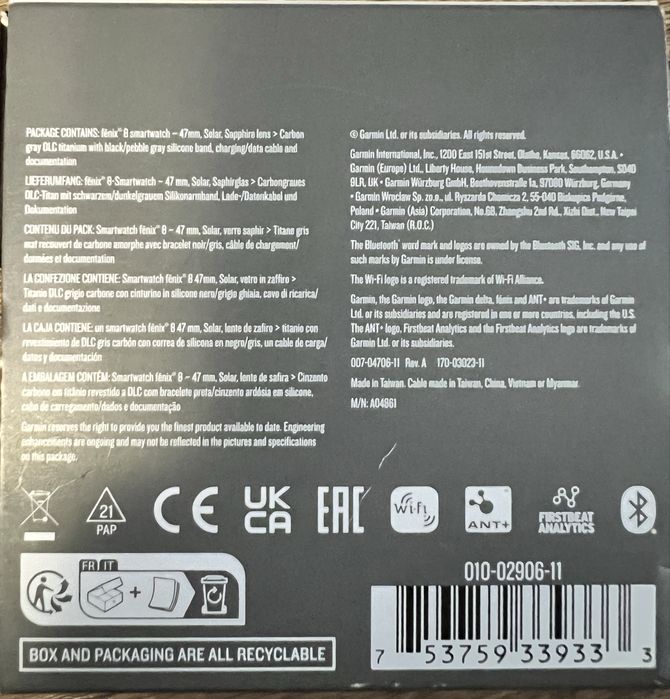 PACKAGE CONTAINS: fēnix® 8 smartwatch – 47mm, Solar, Sapphire lens > Carbon
gray DLC titanium with black/pebble gray silicone band, charging/data cable and
documentation
LIEFERUMFANG: fēnix® 8-Smartwatch – 47 mm, Solar, Saphirglas > Carbongraues
DLC-Titan mit schwarzem/dunkelgrauem Silikonarmband, Lade-/Datenkabel und
Dokumentation
CONTENU DU PACK: Smartwatch fēnix® 8 – 47 mm, Solar, verre saphir > Titane gris
mat recouvert de carbone amorphe avec bracelet noir/gris, câble de chargement/
données et documentation
LA CONFEZIONE CONTIENE: Smartwatch fēnix® 8 47mm, Solar, vetro in zaffiro >
Titanio DLC grigio carbone con cinturino in silicone nero/grigio ghiaia, cavo di ricarica/
dati e documentazione
LA CAJA CONTIENE: un smartwatch fēnix® 8 47 mm, Solar, lente de zafiro > titanio con
revestimiento de DLC gris carbón con correa de silicona en negro/gris, un cable de carga/
datos y documentación
A EMBALAGEM CONTÉM: Smartwatch fēnix® 8 – 47 mm, Solar, lente de safira > Cinzento
carbono em titânio revestido a DLC com bracelete preta/cinzento ardósia em silicone,
cabo de carregamento/dados e documentação
Garmin reserves the right to provide you the finest product available to date. Engineering
enhancements are ongoing and may not be reflected in the pictures and specifications
on this package.
© Garmin Ltd. or its subsidiaries. All rights reserved.
Garmin International, Inc., 1200 East 151st Street, Olathe, Kansas, 66062, U.S.A. •
Garmin (Europe) Ltd., Liberty House, Hounsdown Business Park, Southampton, SO40
9LR, UK • Garmin Würzburg GmbH, Beethovenstraße 1a, 97080 Würzburg, Germany
• Garmin Wrocław Sp. zo.o., ul. Ryszarda Chomicza 2, 55-040 Biskupice Podgórne,
Poland • Garmin (Asia) Corporation, No.68, Zhangshu 2nd Rd., Xizhi Dist., New Taipei
City 221, Taiwan (R.O.C.)
The Bluetooth® word mark and logos are owned by the Bluetooth SIG, Inc. and any use of
such marks by Garmin is under license.
The Wi-Fi logo is a registered trademark of Wi-Fi Alliance.
Garmin, the Garmin logo, the Garmin delta, fēnix and ANT+ are trademarks of Garmin
Ltd. or its subsidiaries and are registered in one or more countries, including the U.S.
The ANT+ logo, Firstbeat Analytics and the Firstbeat Analytics logo are trademarks of
Garmin Ltd. or its subsidiaries.
007-04706-11 Rev. A 170-03023-11
Made in Taiwan. Cable made in Taiwan, China, Vietnam or Myanmar.
M/N: A04861
21
PAP
CE
UK
CA
EAC
Wi-Fi
ANT+
FIRSTBEAT
ANALYTICS
FR IT
+
BOX AND PACKAGING ARE ALL RECYCLABLE
010-02906-11
7 53759 33933 3